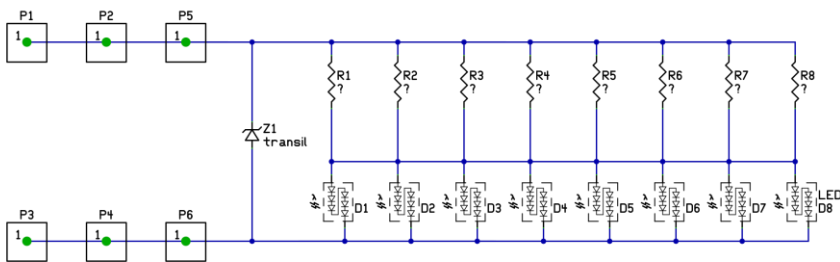 P1 P2 P5
1 1 1
R1 R2 R3 R4 R5 R6 R7 R8
? ? ? ? ? ? ? ?
Z1
transil
P3 P4 P6
1 1 1
LED
D1 D2 D3 D4 D5 D6 D7 D8